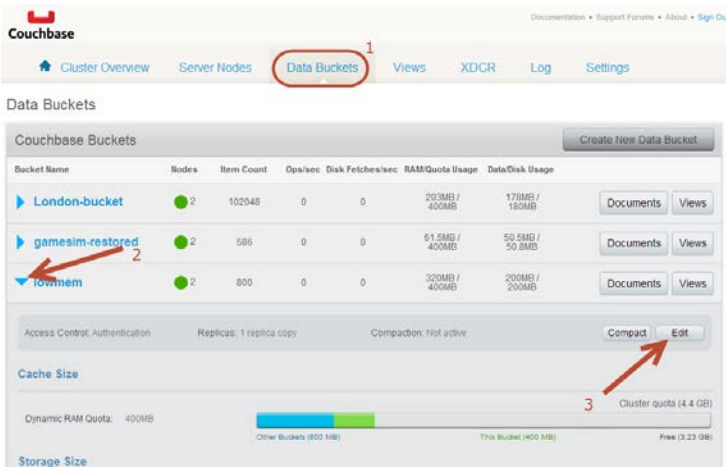 Couchbase
Documentation • Support Forums • About • Sign Ou
1
Cluster Overview Server Nodes Data Buckets Views XDCR Log Settings
Data Buckets
Couchbase Buckets Create New Data Bucket
Bucket Name Nodes Item Count Ops/sec Disk Fetches/sec RAM/Quota Usage Data/Disk Usage
London-bucket 2 102048 0 0 203MB / 400MB 178MB / 180MB Documents Views
gamesim-restored 2 586 0 0 61.5MB / 400MB 50.5MB / 50.8MB Documents Views
2
lowmem 2 800 0 0 320MB / 400MB 200MB / 200MB Documents Views
Access Control: Authentication Replicas: 1 replica copy Compaction: Not active Compact Edit
Cache Size
3
Cluster quota (4.4 GB)
Dynamic RAM Quota: 400MB
Other Buckets (800 MB) This Bucket (400 MB) Free (3.23 GB)
Storage Size